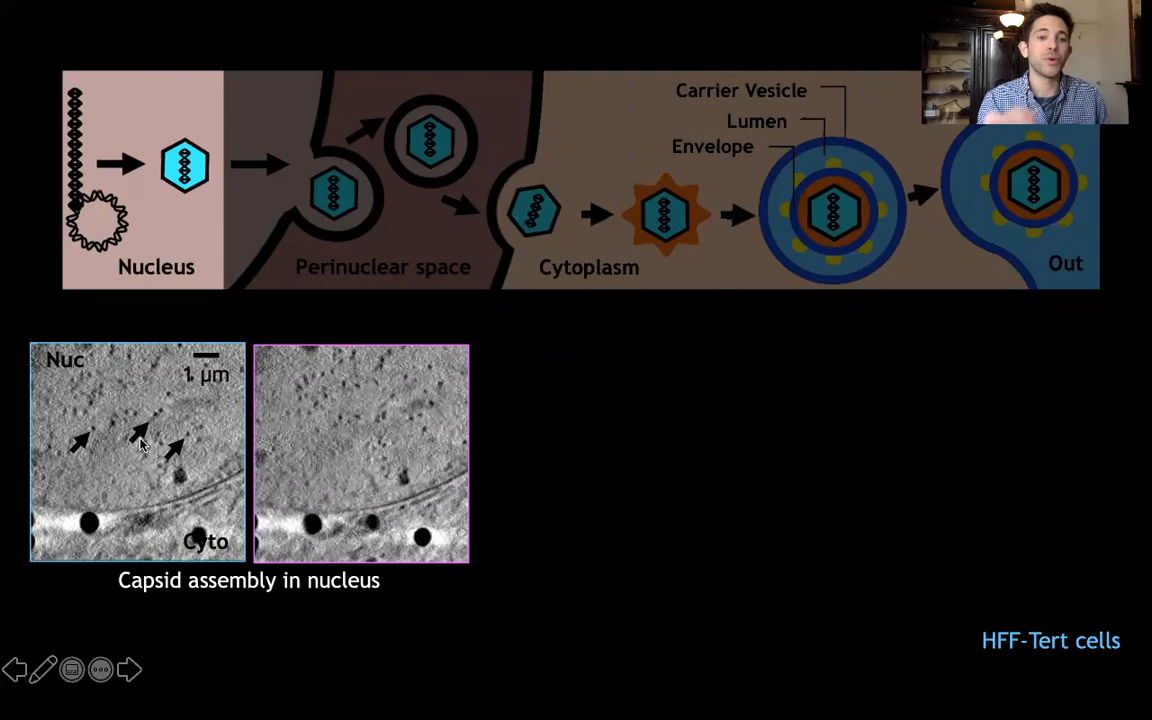 Carrier Vesicle
Lumen
Envelope
Nucleus
Perinuclear space
Cytoplasm
Out
Nuc
1 µm
Cyto
Capsid assembly in nucleus
HFF-Tert cells